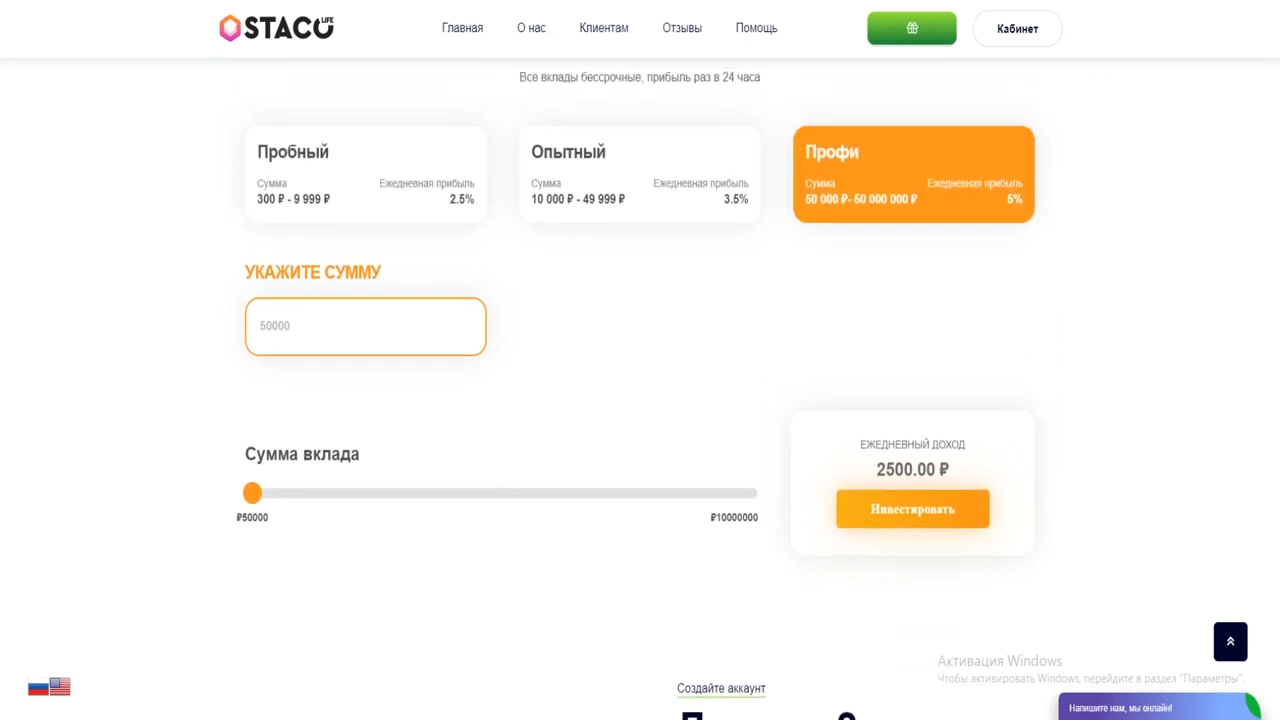 STACO LIFE
Главная О нас Клиентам Отзывы Помощь Кабинет
Все вклады бессрочные, прибыль раз в 24 часа
Пробный
Сумма Ежедневная прибыль
300 ₽ - 9 999 ₽ 2.5%
Опытный
Сумма Ежедневная прибыль
10 000 ₽ - 49 999 ₽ 3.5%
Профи
Сумма Ежедневная прибыль
50 000 ₽- 50 000 000 ₽ 5%
УКАЖИТЕ СУММУ
50000
Сумма вклада
₽50000 ₽10000000
ЕЖЕДНЕВНЫЙ ДОХОД
2500.00 ₽
Инвестировать
Активация Windows
Чтобы активировать Windows, перейдите в раздел "Параметры".
Создайте аккаунт
Напишите нам, мы онлайн!